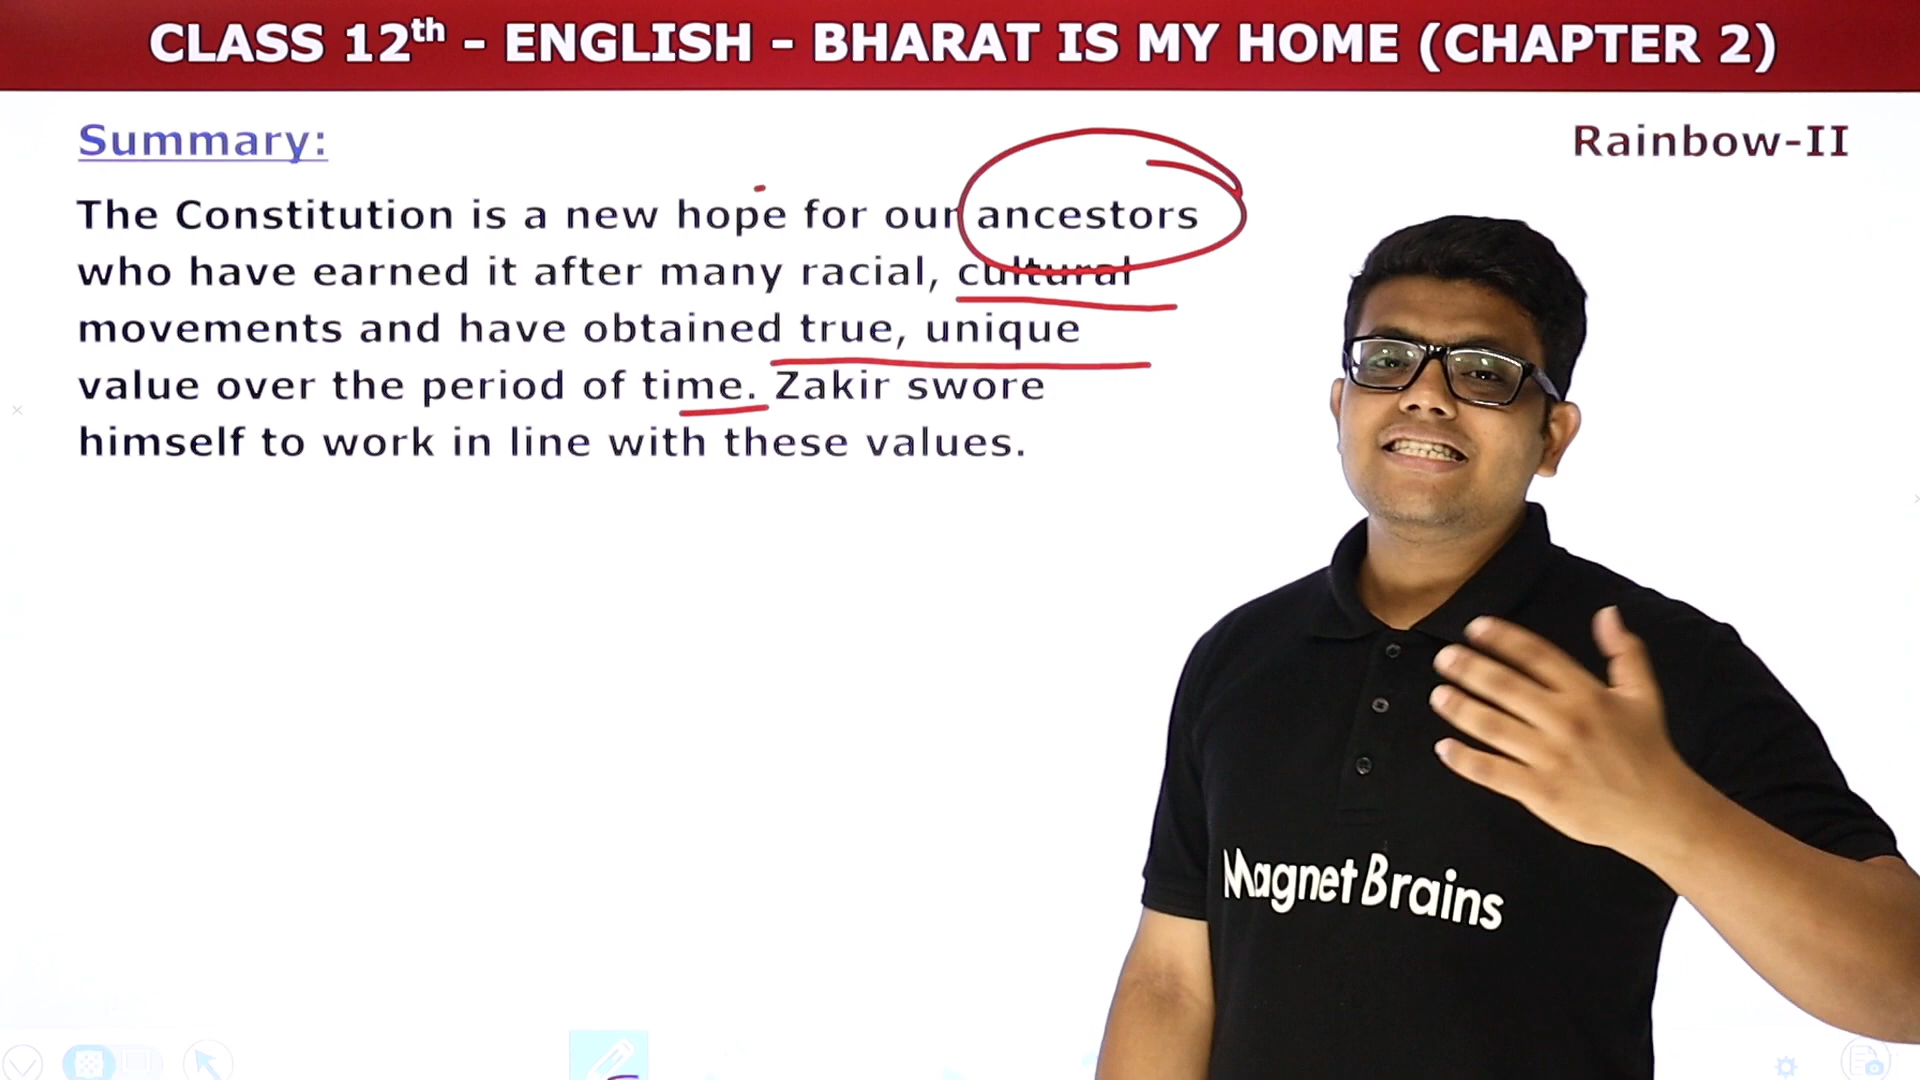 CLASS 12th - ENGLISH - BHARAT IS MY HOME (CHAPTER 2)
Summary:
Rainbow-II
The Constitution is a new hope for our ancestors
who have earned it after many racial, cultural
movements and have obtained true, unique
value over the period of time. Zakir swore
himself to work in line with these values.
Magnet Brains